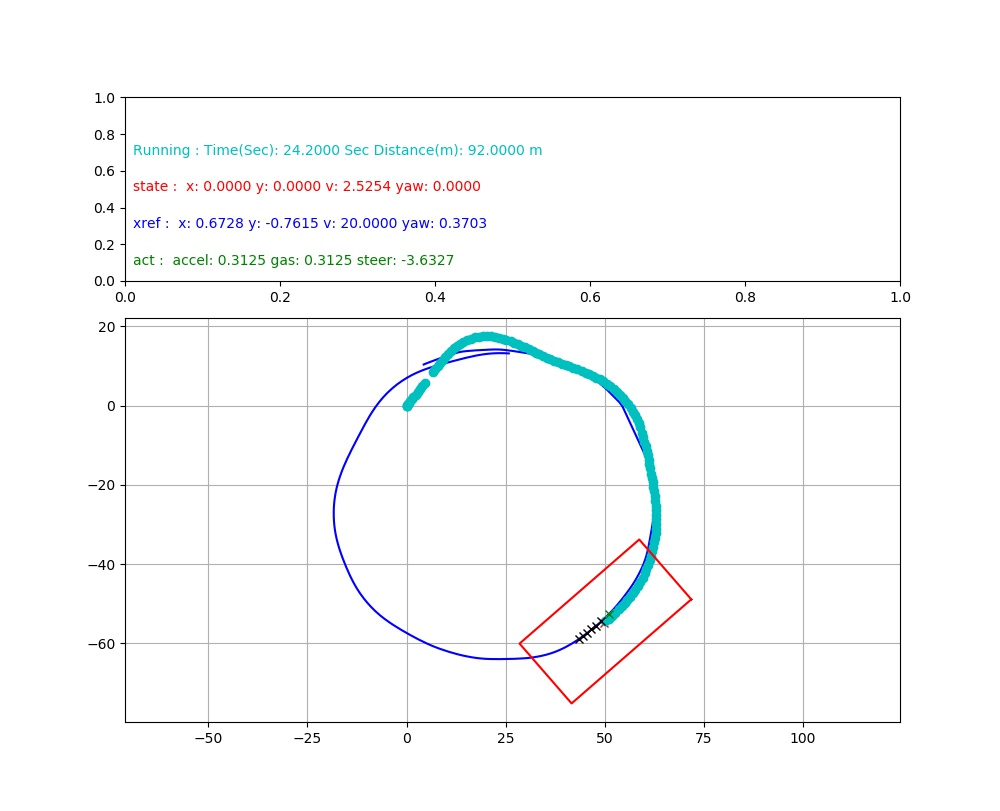 1.0
0.8
Running : Time(Sec): 24.2000 Sec Distance(m): 92.0000 m
0.6
state :  x: 0.0000 y: 0.0000 v: 2.5254 yaw: 0.0000
0.4
xref :  x: 0.6728 y: -0.7615 v: 20.0000 yaw: 0.3703
0.2
act :  accel: 0.3125 gas: 0.3125 steer: -3.6327
0.0
0.0 0.2 0.4 0.6 0.8 1.0
20
0
−20
−40
−60
−50 −25 0 25 50 75 100